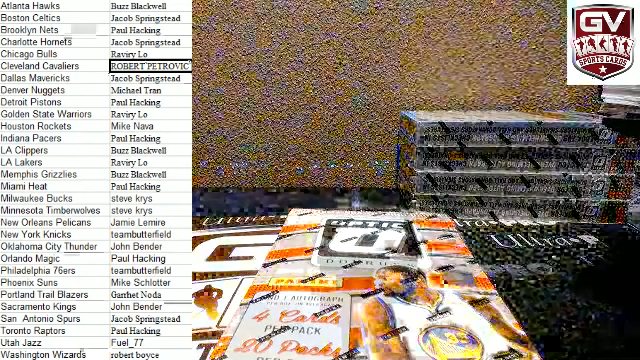 Atlanta Hawks Buzz Blackwell
Boston Celtics Jacob Springstead
Brooklyn Nets Paul Hacking
Charlotte Hornets Jacob Springstead
Chicago Bulls Raviry Lo
Cleveland Cavaliers ROBERT PETROVIC
Dallas Mavericks Jacob Springstead
Denver Nuggets Michael Tran
Detroit Pistons Paul Hacking
Golden State Warriors Raviry Lo
Houston Rockets Mike Nava
Indiana Pacers Paul Hacking
LA Clippers Buzz Blackwell
LA Lakers Raviry Lo
Memphis Grizzlies Buzz Blackwell
Miami Heat Paul Hacking
Milwaukee Bucks steve krys
Minnesota Timberwolves steve krys
New Orleans Pelicans Jamie Lemire
New York Knicks teambutterfield
Oklahoma City Thunder John Bender
Orlando Magic Paul Hacking
Philadelphia 76ers teambutterfield
Phoenix Suns Mike Schlotter
Portland Trail Blazers Garrhet Noda
Sacramento Kings John Bender
San Antonio Spurs Jacob Springstead
Toronto Raptors Paul Hacking
Utah Jazz Fuel_77
Washington Wizards robert boyce
GV
SPORTS CARDS
OPTIC
DONRUSS
PANINI
1 AUTOGRAPH
4 Cards
PER PACK
20 Packs
PER
Ultra